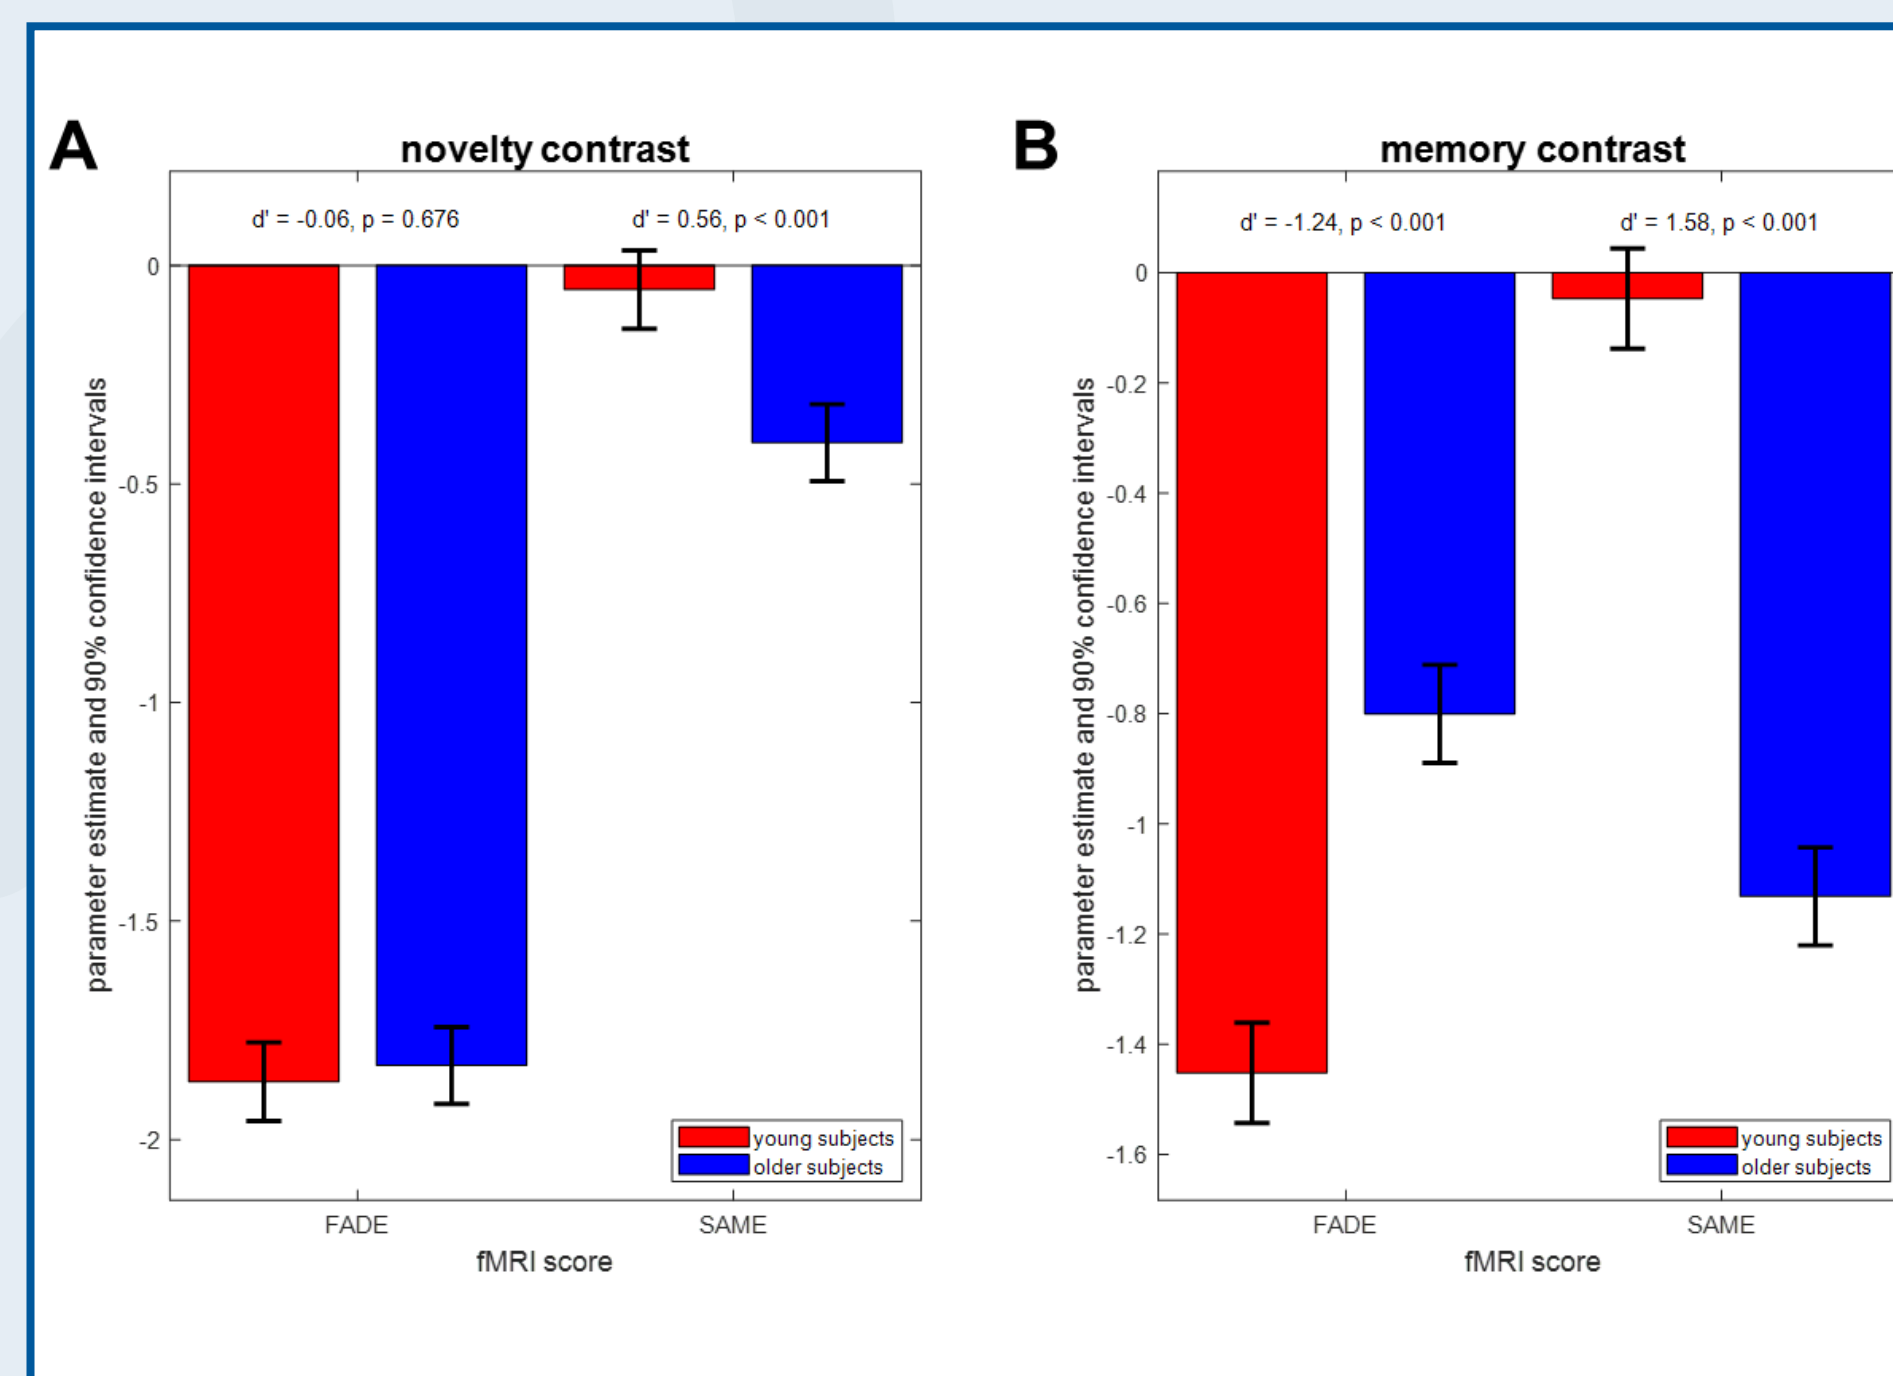 A
novelty contrast
d' = -0.06, p = 0.676
d' = 0.56, p < 0.001
0
-0.5
-1
-1.5
-2
parameter estimate and 90% confidence intervals
young subjects
older subjects
FADE
SAME
fMRI score
B
memory contrast
d' = -1.24, p < 0.001
d' = 1.58, p < 0.001
0
-0.2
-0.4
-0.6
-0.8
-1
-1.2
-1.4
-1.6
parameter estimate and 90% confidence intervals
young subjects
older subjects
FADE
SAME
fMRI score